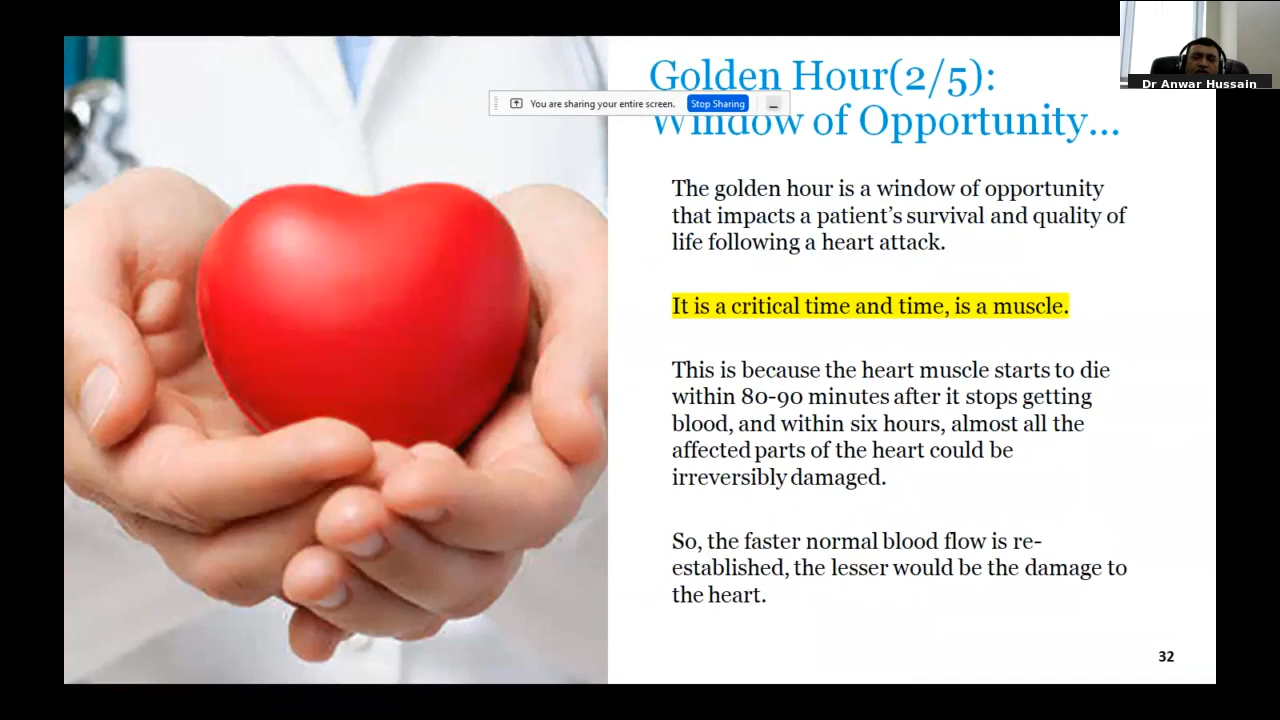 Dr Anwar Hussain
Golden Hour(2/5):
You are sharing your entire screen. Stop Sharing
Window of Opportunity...
The golden hour is a window of opportunity
that impacts a patient's survival and quality of
life following a heart attack.
It is a critical time and time, is a muscle.
This is because the heart muscle starts to die
within 80-90 minutes after it stops getting
blood, and within six hours, almost all the
affected parts of the heart could be
irreversibly damaged.
So, the faster normal blood flow is re-
established, the lesser would be the damage to
the heart.
32